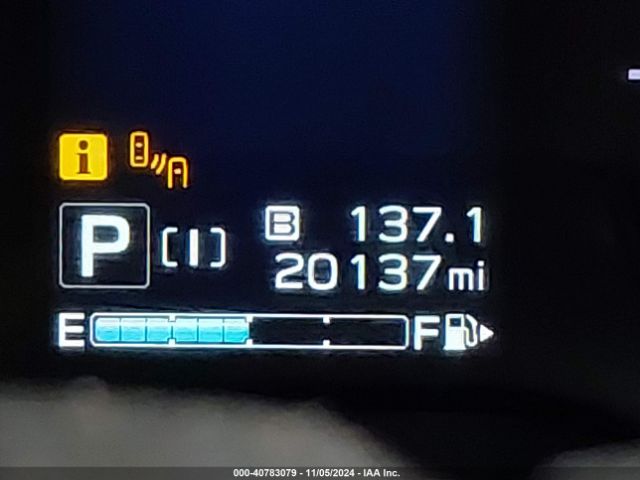 i
P [I] B 137.1
20137 mi
E F
000-40783079 - 11/05/2024 - IAA Inc.